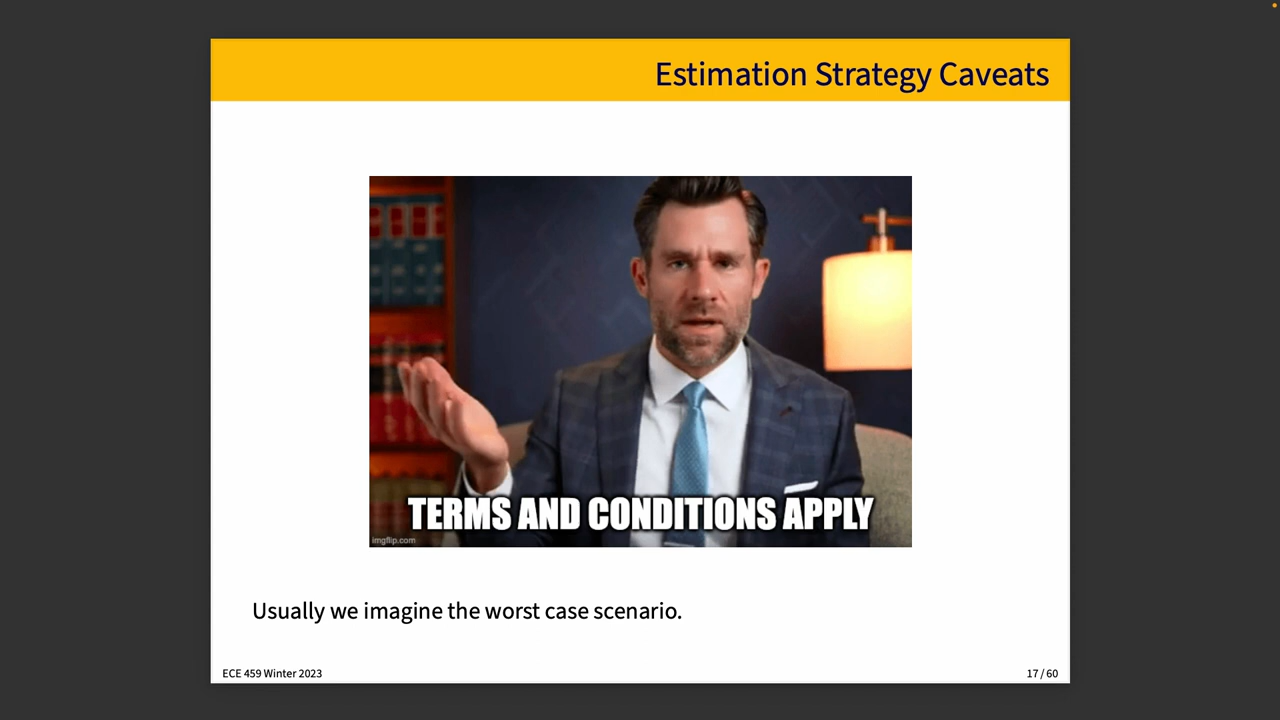 Estimation Strategy Caveats
TERMS AND CONDITIONS APPLY
imgflip.com
Usually we imagine the worst case scenario.
ECE 459 Winter 2023
17 / 60